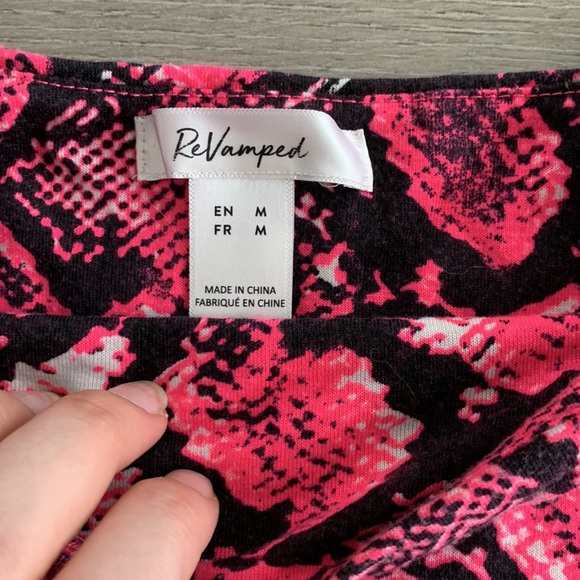 ReVamped
EN M
FR M
MADE IN CHINA
FABRIQUÉ EN CHINE